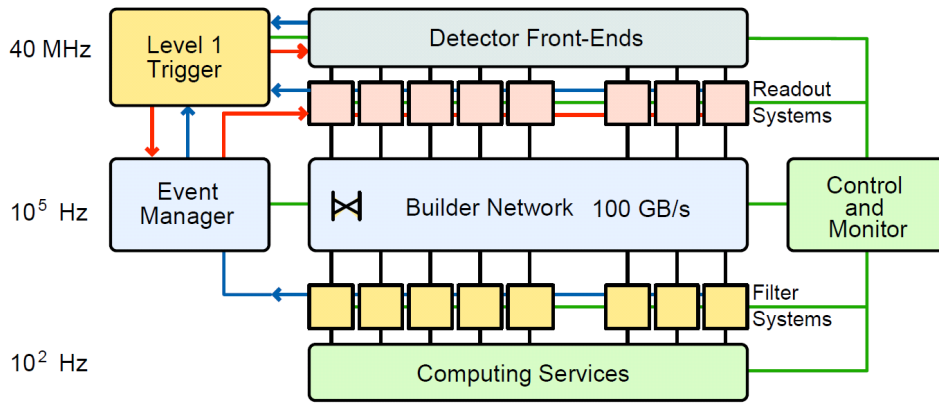 40 MHz
Level 1
Trigger
Detector Front-Ends
Readout
Systems
10⁵ Hz
Event
Manager
Builder Network 100 GB/s
Control
and
Monitor
Filter
Systems
10² Hz
Computing Services